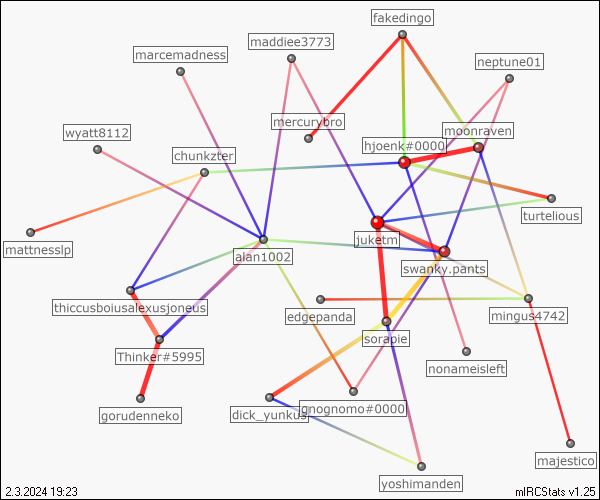 fakedingo
maddiee3773
marcemadness
neptune01
mercurybro
moonraven
wyatt8112
hjoenk#0000
chunkzter
turtelious
juketm
mattnesslp
alan1002
swanky.pants
thiccusboiusalexusjoneus
edgepanda
mingus4742
sorapie
Thinker#5995
nonameisleft
gnognomo#0000
gorudenneko
dick_yunkus
majestico
yoshimanden
2.3.2024 19:23
mIRCStats v1.25